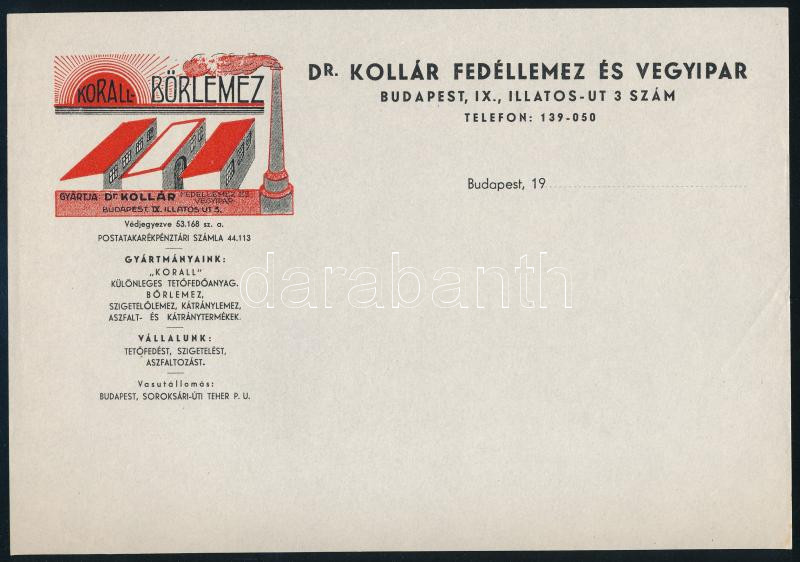 KORALL-BŐRLEMEZ
GYÁRTJA DR. KOLLÁR FEDÉLLEMEZ ÉS VEGYIPAR
BUDAPEST, IX. ILLATOS-UT 3.
Védjegyezve 53.168 sz. a.
POSTATAKARÉKPÉNZTÁRI SZÁMLA 44.113
GYÁRTMÁNYAINK:
„KORALL"
KÜLÖNLEGES TETŐFEDŐANYAG.
BŐRLEMEZ,
SZIGETELŐLEMEZ, KÁTRÁNYLEMEZ,
ASZFALT- ÉS KÁTRÁNYTERMÉKEK.
VÁLLALUNK:
TETŐFEDÉST, SZIGETELÉST,
ASZFALTOZÁST.
Vasutállomás:
BUDAPEST, SOROKSÁRI-ÚTI TEHER P. U.
DR. KOLLÁR FEDÉLLEMEZ ÉS VEGYIPAR
BUDAPEST, IX., ILLATOS-UT 3 SZÁM
TELEFON: 139-050
Budapest, 19
darabanth